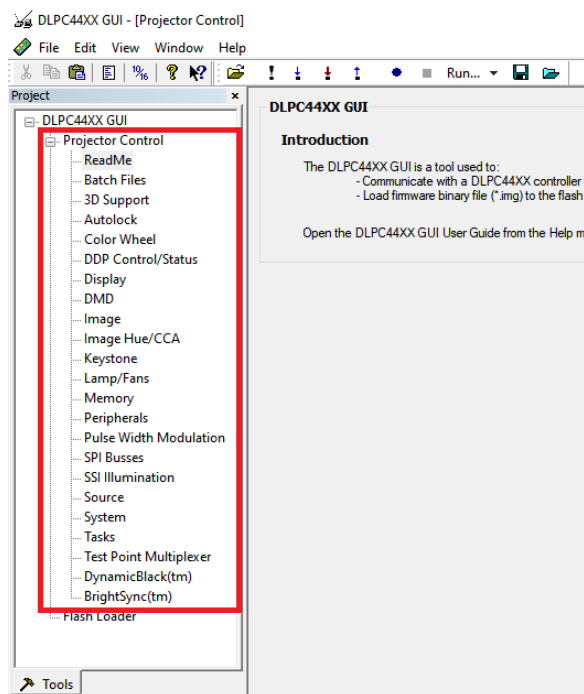 DLPC44XX GUI - [Projector Control]
File Edit View Window Help
Run...
Project
DLPC44XX GUI
Projector Control
ReadMe
Batch Files
3D Support
Autolock
Color Wheel
DDP Control/Status
Display
DMD
Image
Image Hue/CCA
Keystone
Lamp/Fans
Memory
Peripherals
Pulse Width Modulation
SPI Busses
SSI Illumination
Source
System
Tasks
Test Point Multiplexer
DynamicBlack(tm)
BrightSync(tm)
Flash Loader
Tools
DLPC44XX GUI
Introduction
The DLPC44XX GUI is a tool used to:
- Communicate with a DLPC44XX controller
- Load firmware binary file (*.img) to the flash
Open the DLPC44XX GUI User Guide from the Help